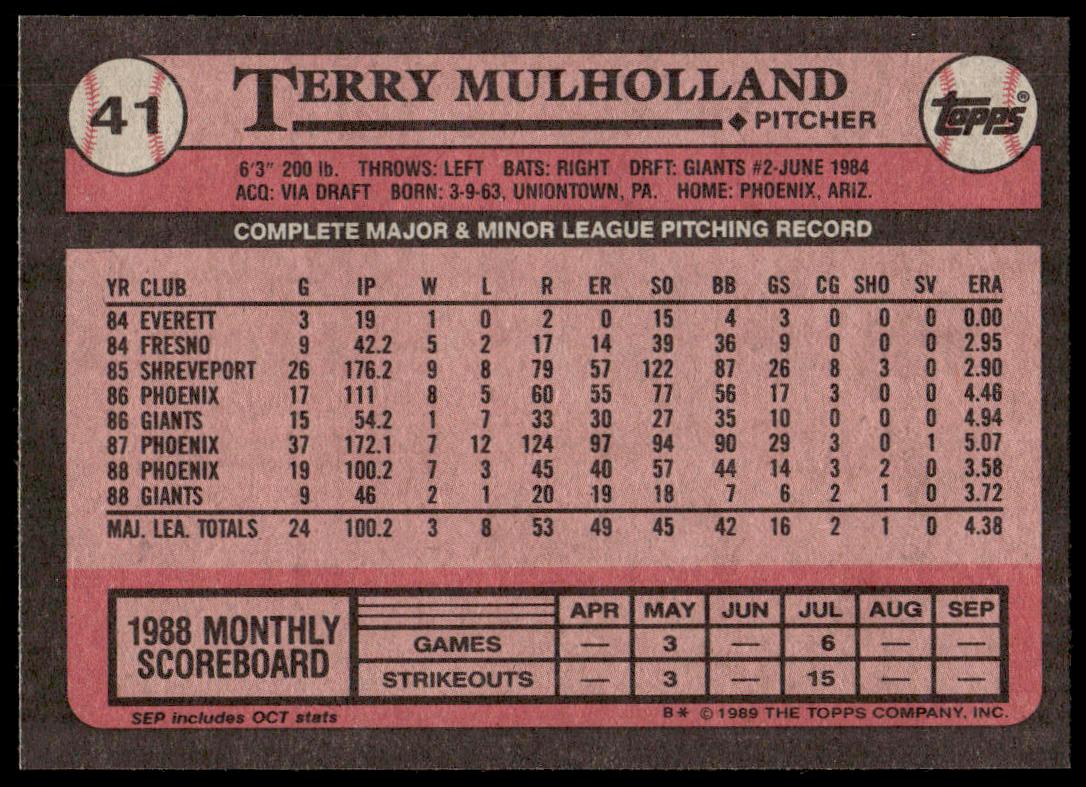 41
TERRY MULHOLLAND
◆ PITCHER
topps®
6'3" 200 lb. THROWS: LEFT BATS: RIGHT DRFT: GIANTS #2-JUNE 1984
ACQ: VIA DRAFT BORN: 3-9-63, UNIONTOWN, PA. HOME: PHOENIX, ARIZ.
COMPLETE MAJOR & MINOR LEAGUE PITCHING RECORD
YR CLUB G IP W L R ER SO BB GS CG SHO SV ERA
84 EVERETT 3 19 1 0 2 0 15 4 3 0 0 0 0.00
84 FRESNO 9 42.2 5 2 17 14 39 36 9 0 0 0 2.95
85 SHREVEPORT 26 176.2 9 8 79 57 122 87 26 8 3 0 2.90
86 PHOENIX 17 111 8 5 60 55 77 56 17 3 0 0 4.46
86 GIANTS 15 54.2 1 7 33 30 27 35 10 0 0 0 4.94
87 PHOENIX 37 172.1 7 12 124 97 94 90 29 3 0 1 5.07
88 PHOENIX 19 100.2 7 3 45 40 57 44 14 3 2 0 3.58
88 GIANTS 9 46 2 1 20 19 18 7 6 2 1 0 3.72
MAJ. LEA. TOTALS 24 100.2 3 8 53 49 45 42 16 2 1 0 4.38
1988 MONTHLY SCOREBOARD
APR MAY JUN JUL AUG SEP
GAMES — 3 — 6 — —
STRIKEOUTS — 3 — 15 — —
SEP includes OCT stats
B* © 1989 THE TOPPS COMPANY, INC.